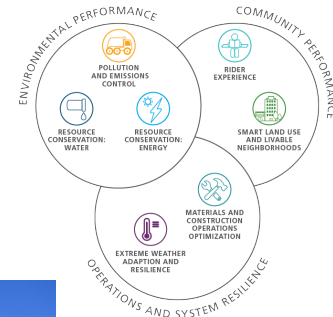 ENVIRONMENTAL PERFORMANCE
COMMUNITY PERFORMANCE
POLLUTION
AND EMISSIONS
CONTROL
RIDER
EXPERIENCE
RESOURCE
CONSERVATION:
WATER
RESOURCE
CONSERVATION:
ENERGY
SMART LAND USE
AND LIVABLE
NEIGHBORHOODS
MATERIALS AND
CONSTRUCTION
OPERATIONS
OPTIMIZATION
EXTREME WEATHER
ADAPTION AND
RESILIENCE
OPERATIONS AND SYSTEM RESILIENCE